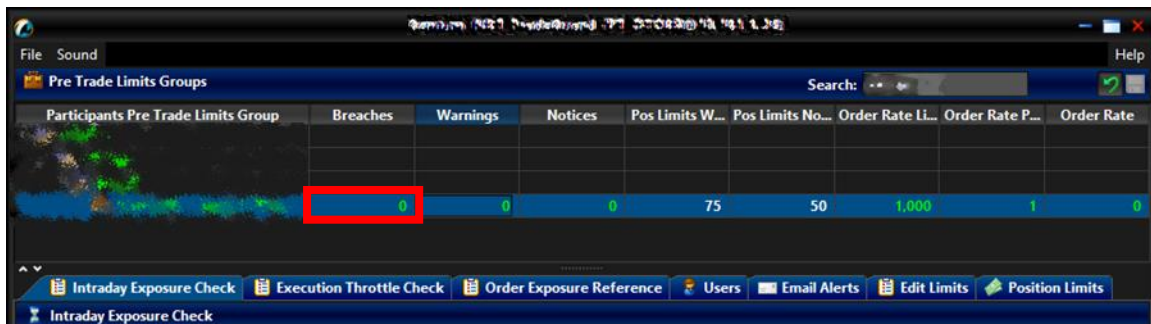 File Sound Help
Pre Trade Limits Groups Search:
Participants Pre Trade Limits Group Breaches Warnings Notices Pos Limits W... Pos Limits No... Order Rate Li... Order Rate P... Order Rate
0 0 0 75 50 1,000 1 0
Intraday Exposure Check Execution Throttle Check Order Exposure Reference Users Email Alerts Edit Limits Position Limits
Intraday Exposure Check